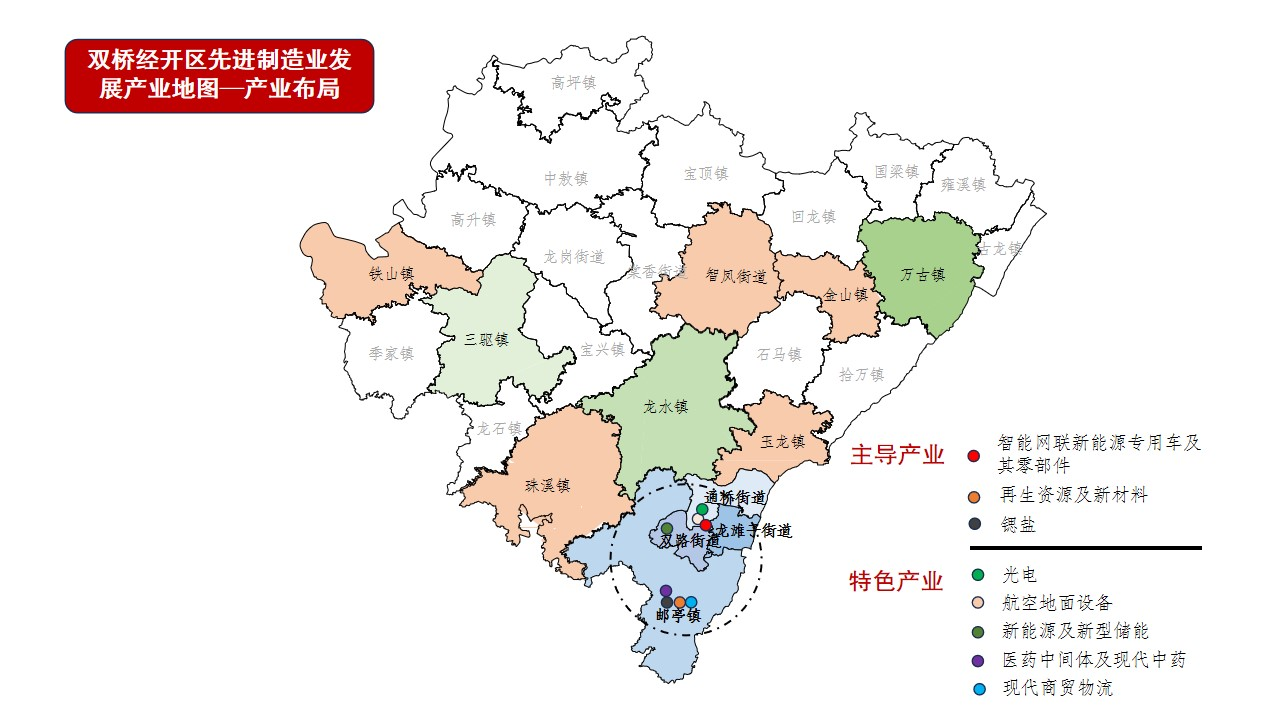 双桥经开区先进制造业发
展产业地图—产业布局
高坪镇
中敖镇
宝顶镇
国梁镇
雍溪镇
高升镇
回龙镇
龙岗街道
古龙镇
棠香街道
铁山镇
智凤街道
金山镇
万古镇
三驱镇
季家镇
宝兴镇
石马镇
拾万镇
龙水镇
龙石镇
玉龙镇
珠溪镇
通桥街道
龙滩子街道
双路街道
邮亭镇
主导产业
智能网联新能源专用车及
其零部件
再生资源及新材料
锶盐
特色产业
光电
航空地面设备
新能源及新型储能
医药中间体及现代中药
现代商贸物流